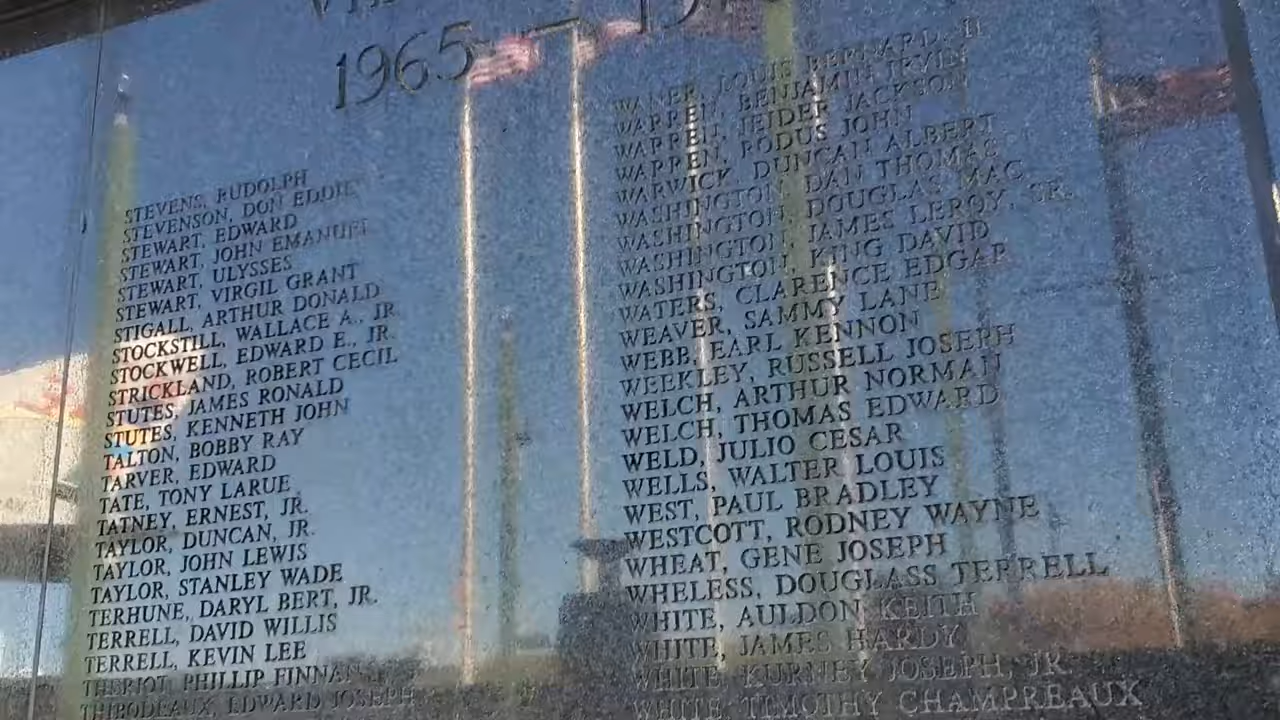 1965
STEVENS, RUDOLPH
STEVENSON, DON EDDIE
STEWART, EDWARD
STEWART, JOHN EMANUEL
STEWART, ULYSSES
STEWART, VIRGIL GRANT
STIGALL, ARTHUR DONALD
STOCKSTILL, WALLACE A., JR.
STOCKWELL, EDWARD E., JR.
STRICKLAND, ROBERT CECIL
STUTES, JAMES RONALD
STUTES, KENNETH JOHN
TALTON, BOBBY RAY
TARVER, EDWARD
TATE, TONY LARUE
TATNEY, ERNEST, JR.
TAYLOR, DUNCAN, JR.
TAYLOR, JOHN LEWIS
TAYLOR, STANLEY WADE
TERHUNE, DARYL BERT, JR.
TERRELL, DAVID WILLIS
TERRELL, KEVIN LEE
THERIOT, PHILLIP FINNAN
THIBODEAUX, EDWARD JOSEPH
WANER, LOUIS BERNARD, II
WARREN, BENJAMIN IRVIN
WARREN, JEIDER JACKSON
WARREN, RODUS JOHN
WARWICK, DUNCAN ALBERT
WASHINGTON, DAN THOMAS
WASHINGTON, DOUGLAS MAC
WASHINGTON, JAMES LEROY, SR.
WASHINGTON, KING DAVID
WATERS, CLARENCE EDGAR
WEAVER, SAMMY LANE
WEBB, EARL KENNON
WEEKLEY, RUSSELL JOSEPH
WELCH, ARTHUR NORMAN
WELCH, THOMAS EDWARD
WELD, JULIO CESAR
WELLS, WALTER LOUIS
WEST, PAUL BRADLEY
WESTCOTT, RODNEY WAYNE
WHEAT, GENE JOSEPH
WHELESS, DOUGLASS TERRELL
WHITE, AULDON KEITH
WHITE, JAMES HARDY
WHITE, KURNEY JOSEPH, JR.
WHITE, TIMOTHY CHAMPREAUX